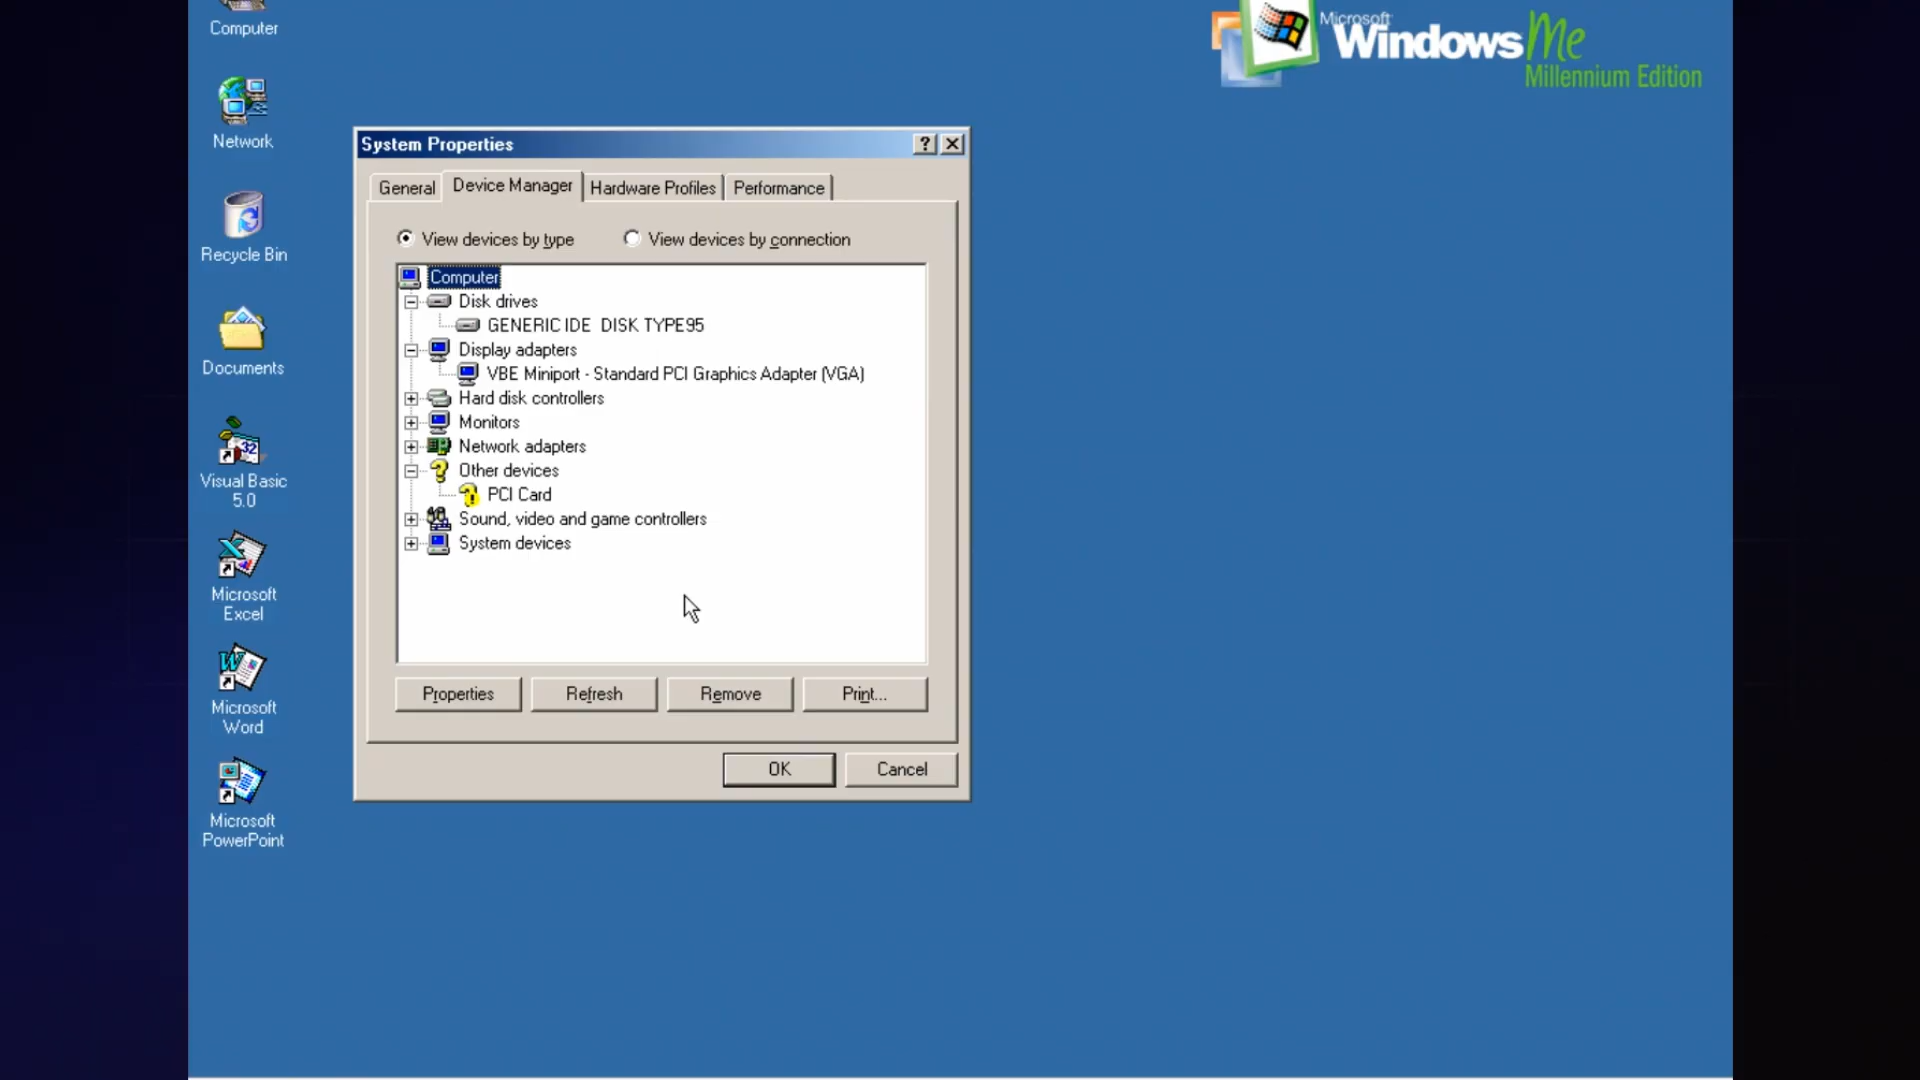 Computer
Network
Recycle Bin
Documents
Visual Basic
5.0
32
Microsoft
Excel
Microsoft
Word
Microsoft
PowerPoint
Microsoft
Windows Me
Millennium Edition
System Properties
General
Device Manager
Hardware Profiles
Performance
View devices by type
View devices by connection
Computer
Disk drives
GENERIC IDE  DISK TYPE95
Display adapters
VBE Miniport - Standard PCI Graphics Adapter (VGA)
Hard disk controllers
Monitors
Network adapters
Other devices
PCI Card
Sound, video and game controllers
System devices
Properties
Refresh
Remove
Print...
OK
Cancel